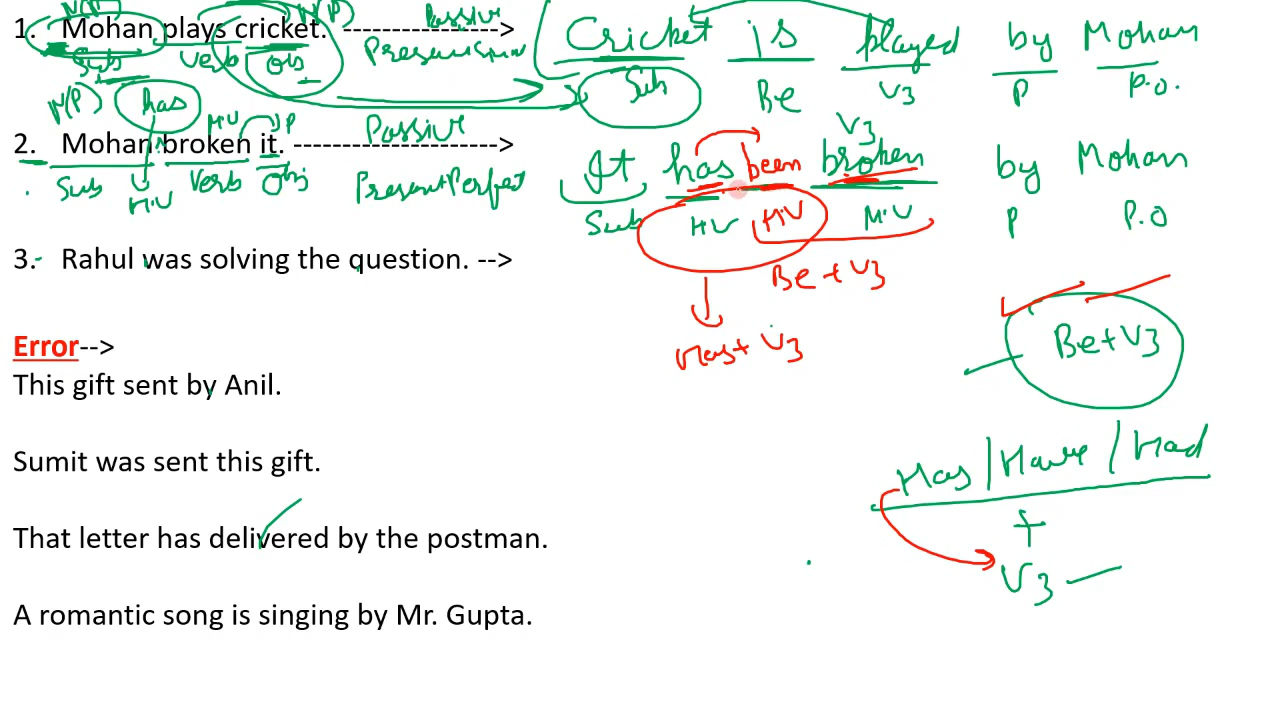 N(P) N(P) Passive
1. Mohan plays cricket. ----------------> Cricket is played by Mohan
Sub Verb Obj Present Sub Be V3 P P.O.
N(P) has MV Passive V3
2. Mohan broken it. ---------------------> It has been broken by Mohan
Sub H.V Verb Obj Present Perfect Sub HV H.V M.V P P.O
3. Rahul was solving the question. --> Be + V3
Has + V3
Be + V3
Error-->
This gift sent by Anil.
Has / Have / Had
Sumit was sent this gift.
+
That letter has delivered by the postman.
V3
A romantic song is singing by Mr. Gupta.